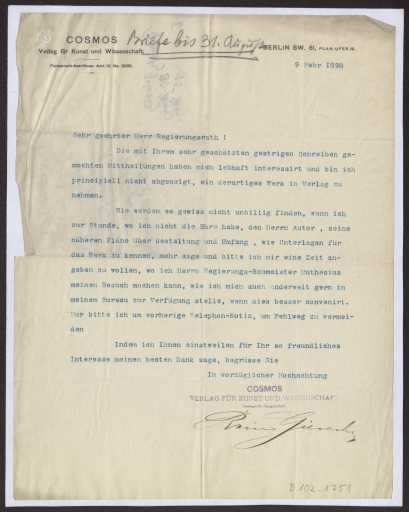 COSMOS
Briefe bis 31. August
Verlag für Kunst und Wissenschaft,
BERLIN SW. 61, PLAN UFER
9 Febr 1898
Sehr geehrter Herr Regierungsrath !
Die mit Ihrem sehr geschätzten gestrigen Schreiben ge-
machten Mittheilungen haben mich lebhaft interessirt und bin ich
principiell nicht abgeneigt, ein derartiges Werk in Verlag zu
nehmen.
Sie werden es gewiss nicht unbillig finden, wenn ich
zur Stunde, wo ich nicht die Ehre habe, den Herrn Autor , seine
näheren Pläne über Gestaltung und Umfang , wie Unterlagen für
das Werk zu kennen, mehr sage und bitte ich mir eine Zeit an-
geben zu wollen, wo ich Herrn Regierungs-Baumeister Muthesius
meinen Besuch machen kann, wie ich mich auch anderweit gern in
meinem Bureau zur Verfügung stelle, wenn dies besser convenirt.
Nur bitte ich um vorherige Telephon-Notiz, um Fehlweg zu vermei-
den
Indem ich Ihnen einstweilen für Ihr so freundliches
Interesse meinen besten Dank sage, begrüsse Sie
In vorzüglicher Hochachtung
COSMOS
VERLAG FÜR KUNST UND WISSENSCHAFT
D 102-1251